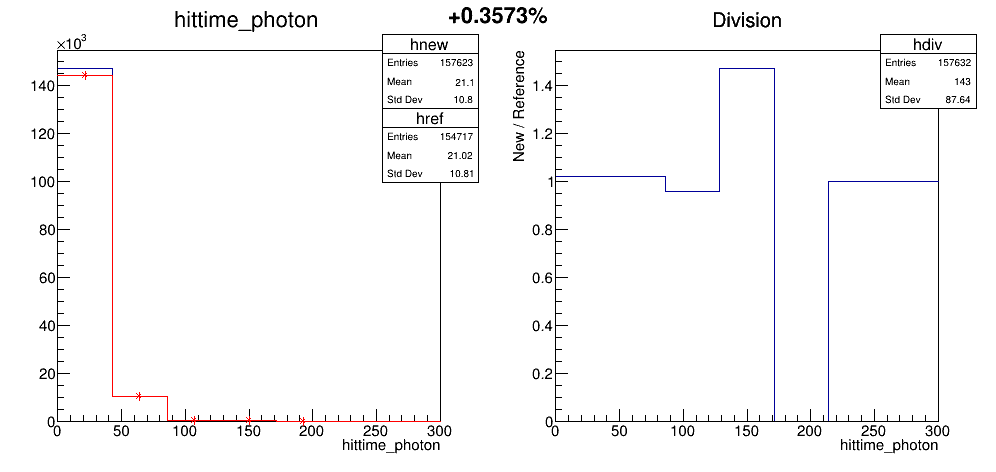 +0.3573%
hittime_photon
×10³
hnew
Entries 157623
Mean 21.1
Std Dev 10.8
href
Entries 154717
Mean 21.02
Std Dev 10.81
140
120
100
80
60
40
20
0
0 50 100 150 200 250 300
hittime_photon
Division
hdiv
Entries 157632
Mean 143
Std Dev 87.64
New / Reference
1.4
1.2
1
0.8
0.6
0.4
0.2
0
0 50 100 150 200 250 300
hittime_photon